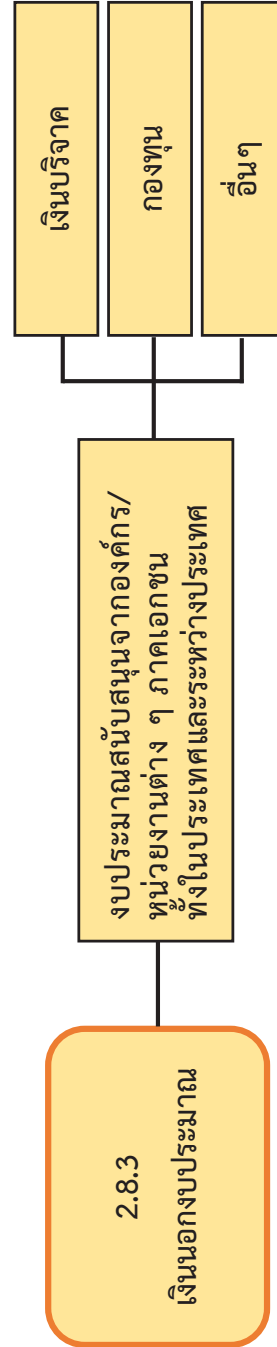 2.8.3
เงินนอกงบประมาณ
งบประมาณสนับสนุนจากองค์กร/
หน่วยงานต่าง ๆ ภาคเอกชน
ทั้งในประเทศและระหว่างประเทศ
เงินบริจาค
กองทุน
อื่นๆ